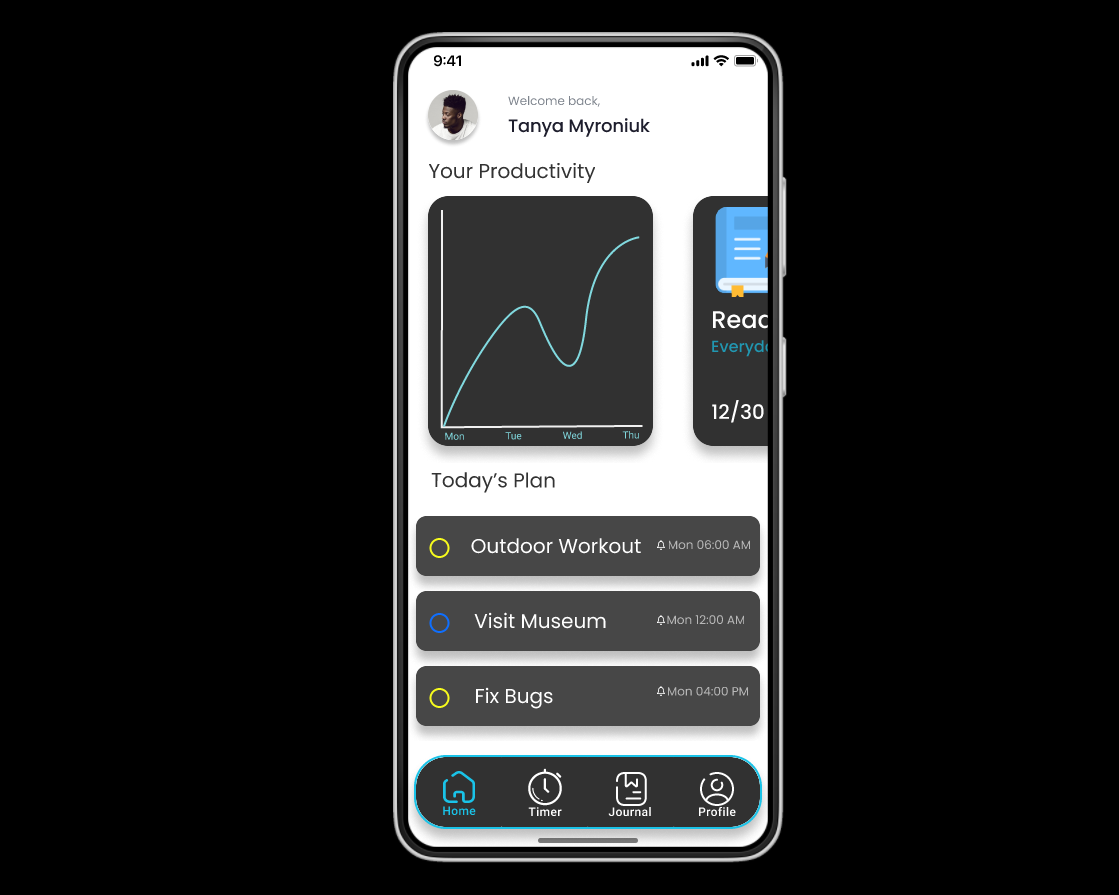 9:41
Welcome back,
Tanya Myroniuk
Your Productivity
Mon Tue Wed Thu
Read
12/30
Today’s Plan
Outdoor Workout Mon 06:00 AM
Visit Museum Mon 12:00 AM
Fix Bugs Mon 04:00 PM
Home Timer Journal Profile